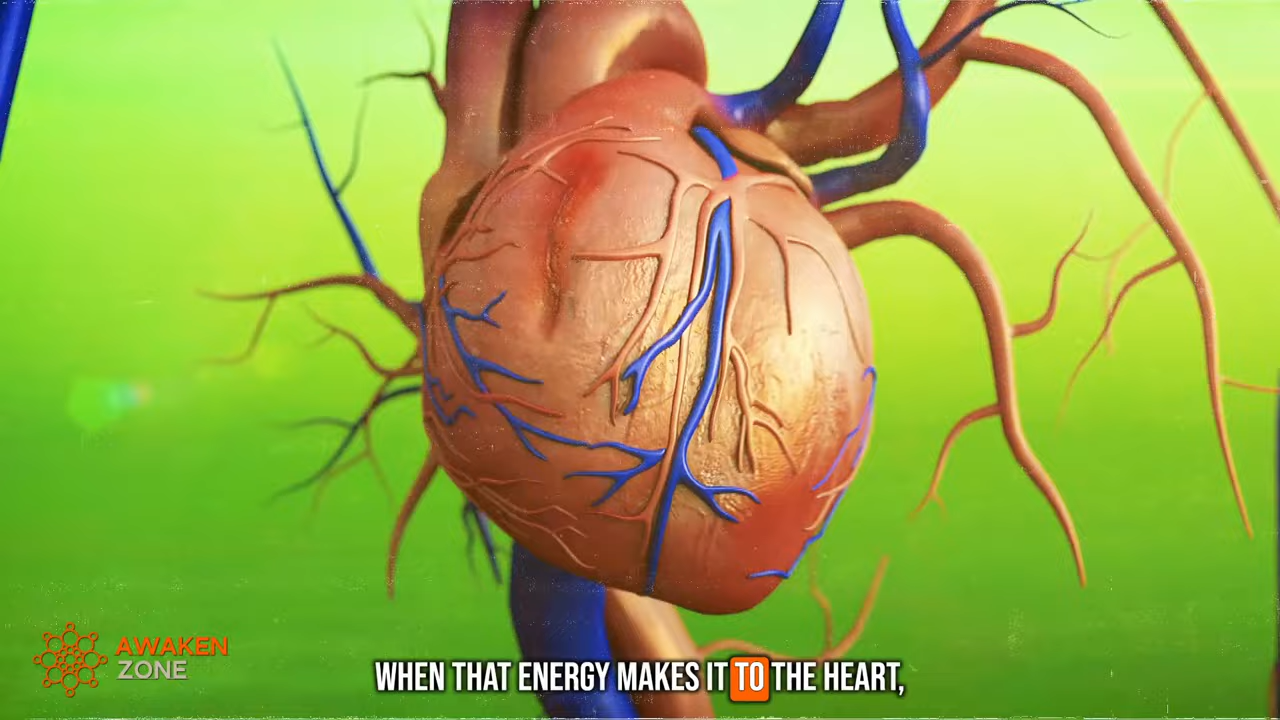 AWAKEN
ZONE
WHEN THAT ENERGY MAKES IT TO THE HEART,